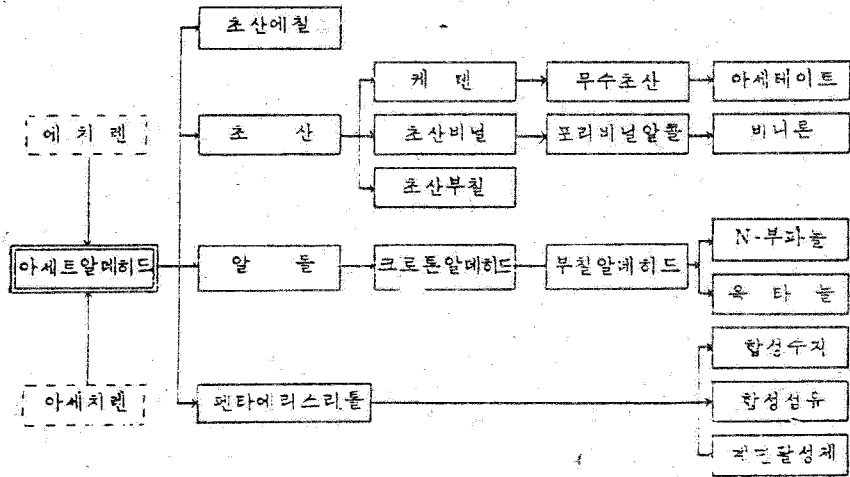 초산에칠
케텐
무수초산
아세테이트
에치렌
초산
초산비닐
포리비닐알콜
비니론
초산부칠
N-부파놀
아세트알데히드
알돌
크로톤알데히드
부칠알데히드
옥타놀
합성수지
아세치렌
펜타에리스리톨
합성섬유
계면활성제